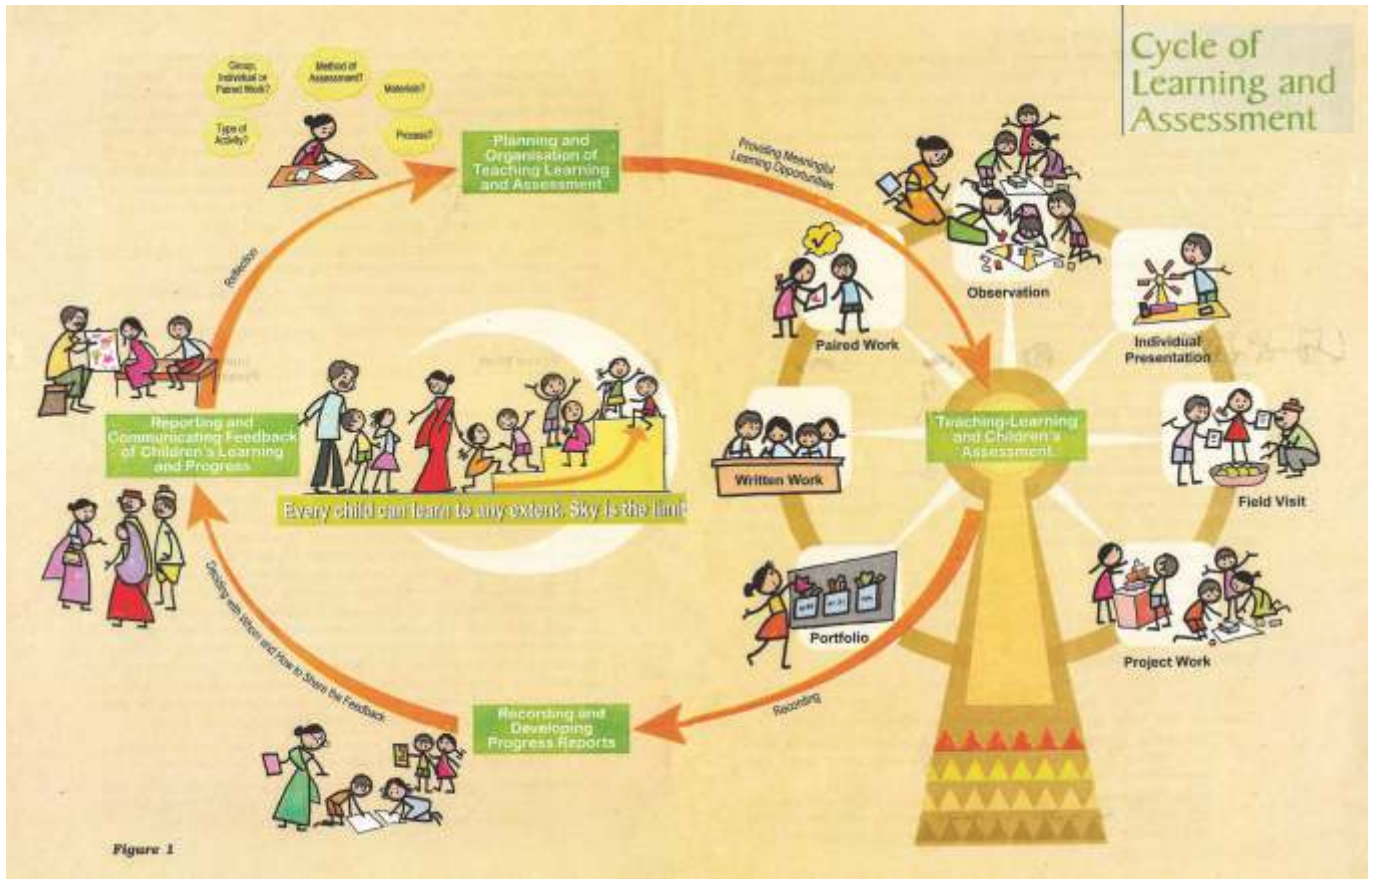 Cycle of
Learning and
Assessment
Group,
Individual or
Paired Work?
Method of
Assessment?
Materials?
Type of
Activity?
Process?
Planning and
Organisation of
Teaching Learning
and Assessment
Providing Meaningful
Learning Opportunities
Observation
Paired Work
Individual
Presentation
Reflection
Reporting and
Communicating Feedback
of Children's Learning
and Progress
Every child can learn to any extent. Sky is the limit
Teaching-Learning
and Children's
Assessment
Written Work
Field Visit
Portfolio
Project Work
Deciding with Whom and How to Share the Feedback
Recording
Recording and
Developing
Progress Reports
Figure 1